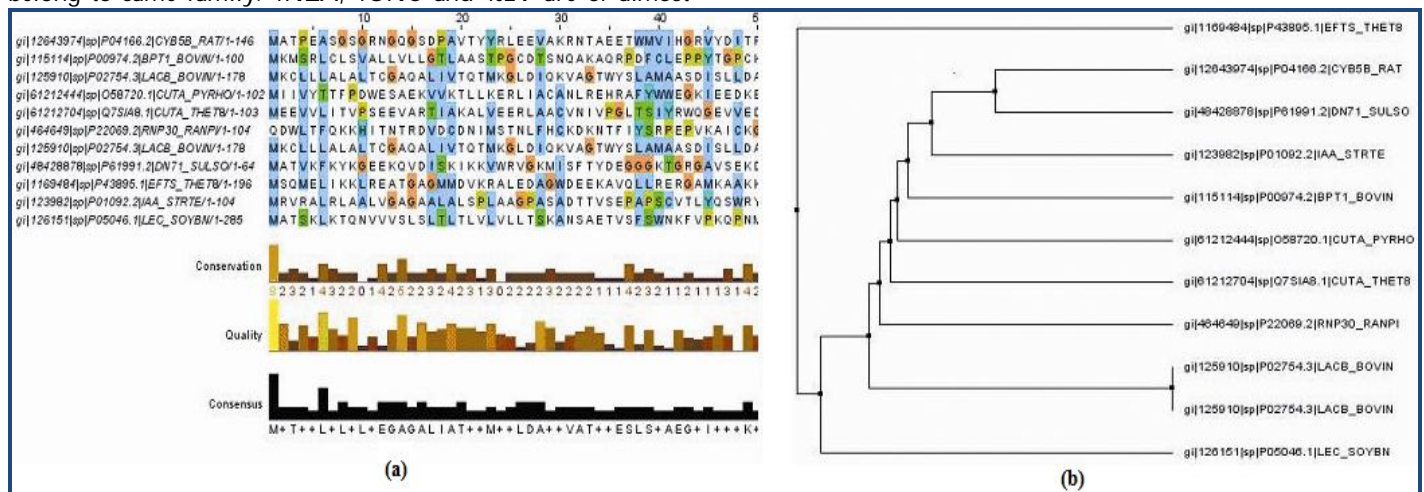 belong to same family. 1NEA, 1SN5 and 1tEV are of almost
10 20 30 40 5
gi|12643974|sp|P04166.2|CYB5B_RAT/1-146 MATPEASGSGRNGQGSDPAVTYYRLEEVAKRNTAEETWMVIHGRVYDITR
gi|115114|sp|P00974.2|BPT1_BOVIN/1-100 MKMSRLCLSVALLVLLGTLAASTPGCDTSNQAKAQRPDFCLEPPYTGPCK
gi|125910|sp|P02754.3|LACB_BOVIN/1-178 MKCLLLALALTCGAQALIVTQTMKGLDIQKVAGTWYSLAMAASDISLLDA
gi|61212444|sp|O58720.1|CUTA_PYRHO/1-102 MIIVYTTFPDWESAEKVVKTLLKERLIACANLREHRAFYWWEGKIEEDKE
gi|61212704|sp|Q7SIA8.1|CUTA_THET8/1-103 MEEVVLITVPSEEVARTIAKALVEERLAACVNIVPGLTSIYRWQGEVVED
gi|464649|sp|P22069.2|RNP30_RANPI/1-104 QDWLTFQKKHITNTRDVDCDNIMSTNLFHCKDKNTFIYSRPEPVKAICKG
gi|125910|sp|P02754.3|LACB_BOVIN/1-178 MKCLLLALALTCGAQALIVTQTMKGLDIQKVAGTWYSLAMAASDISLLDA
gi|48428878|sp|P61991.2|DN71_SULSO/1-64 MATVKFKYKGEEKQVDISKIKKVWRVGKMISFTYDEGGGKTGRGAVSEKD
gi|1169484|sp|P43895.1|EFTS_THET8/1-196 MSQMELIKKLREATGAGMMDVKRALEDAGWDEEKAVQLLRERGAMKAAKK
gi|123982|sp|P01092.2|IAA_STRTE/1-104 MRVRALRLAALVGAGAALALSPLAAGPASADTTVSEPAPSCVTLYQSWRY
gi|126151|sp|P05046.1|LEC_SOYBN/1-285 MATSKLKTQNVVVSLSLTLTLVLVLLTSKANSAETVSFSWNKFVPKQPNM
Conservation
Quality
Consensus
M+T++L+L+L+EGAGALIAT++M++LDA++VAT++ESLS+AEG+I+++K+
(a)
gi|1169484|sp|P43895.1|EFTS_THET8
gi|12643974|sp|P04166.2|CYB5B_RAT
gi|48428878|sp|P61991.2|DN71_SULSO
gi|123982|sp|P01092.2|IAA_STRTE
gi|115114|sp|P00974.2|BPT1_BOVIN
gi|61212444|sp|O58720.1|CUTA_PYRHO
gi|61212704|sp|Q7SIA8.1|CUTA_THET8
gi|464649|sp|P22069.2|RNP30_RANPI
gi|125910|sp|P02754.3|LACB_BOVIN
gi|125910|sp|P02754.3|LACB_BOVIN
gi|126151|sp|P05046.1|LEC_SOYBN
(b)